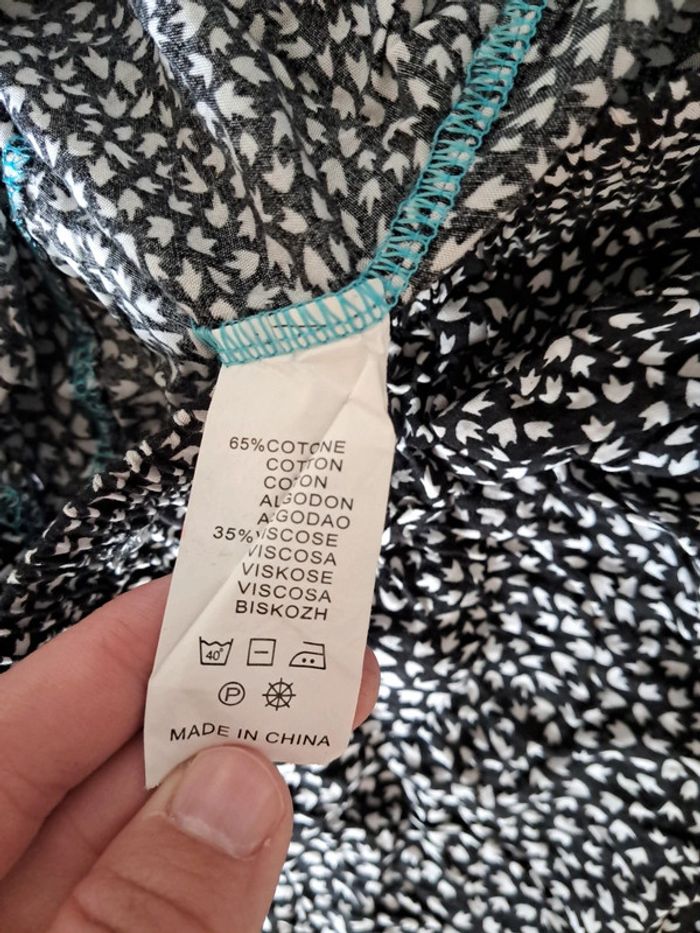 65%COTONE
COTTON
COTON
ALGODON
ALGODAO
35%VISCOSE
VISCOSA
VISKOSE
VISCOSA
BISKOZH
40°
P
MADE IN CHINA